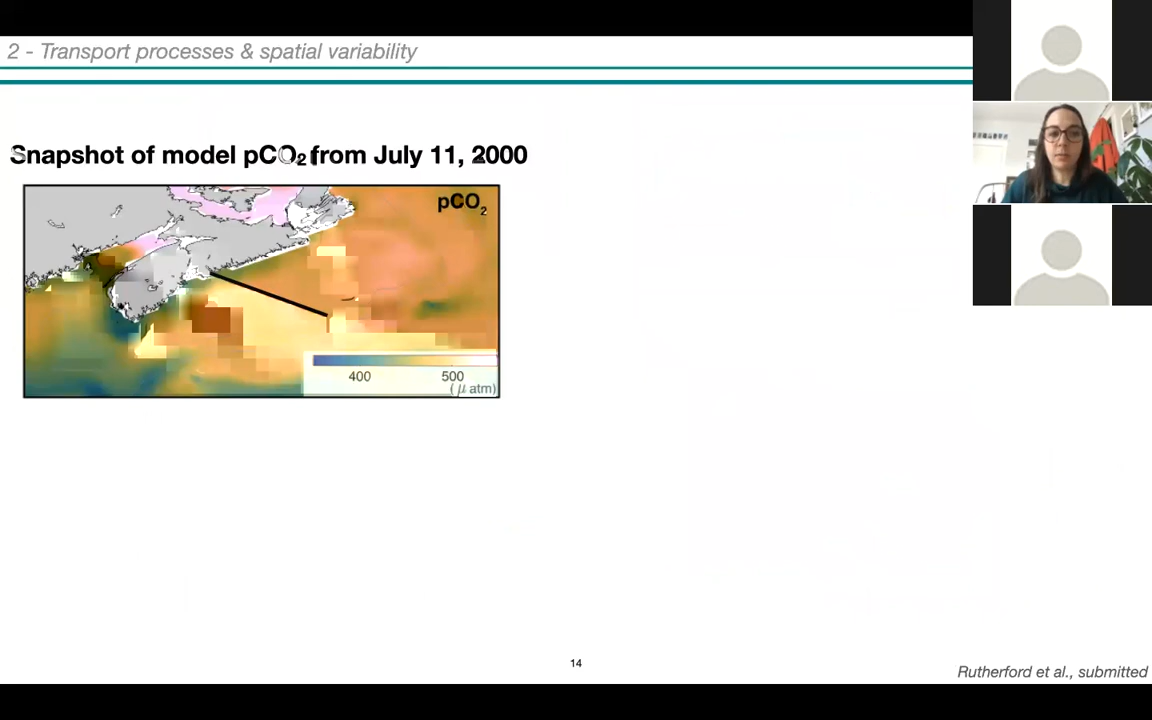 2 - Transport processes & spatial variability
Snapshot of model pCO₂ from July 11, 2000
pCO₂
400 500
(μ atm)
14
Rutherford et al., submitted